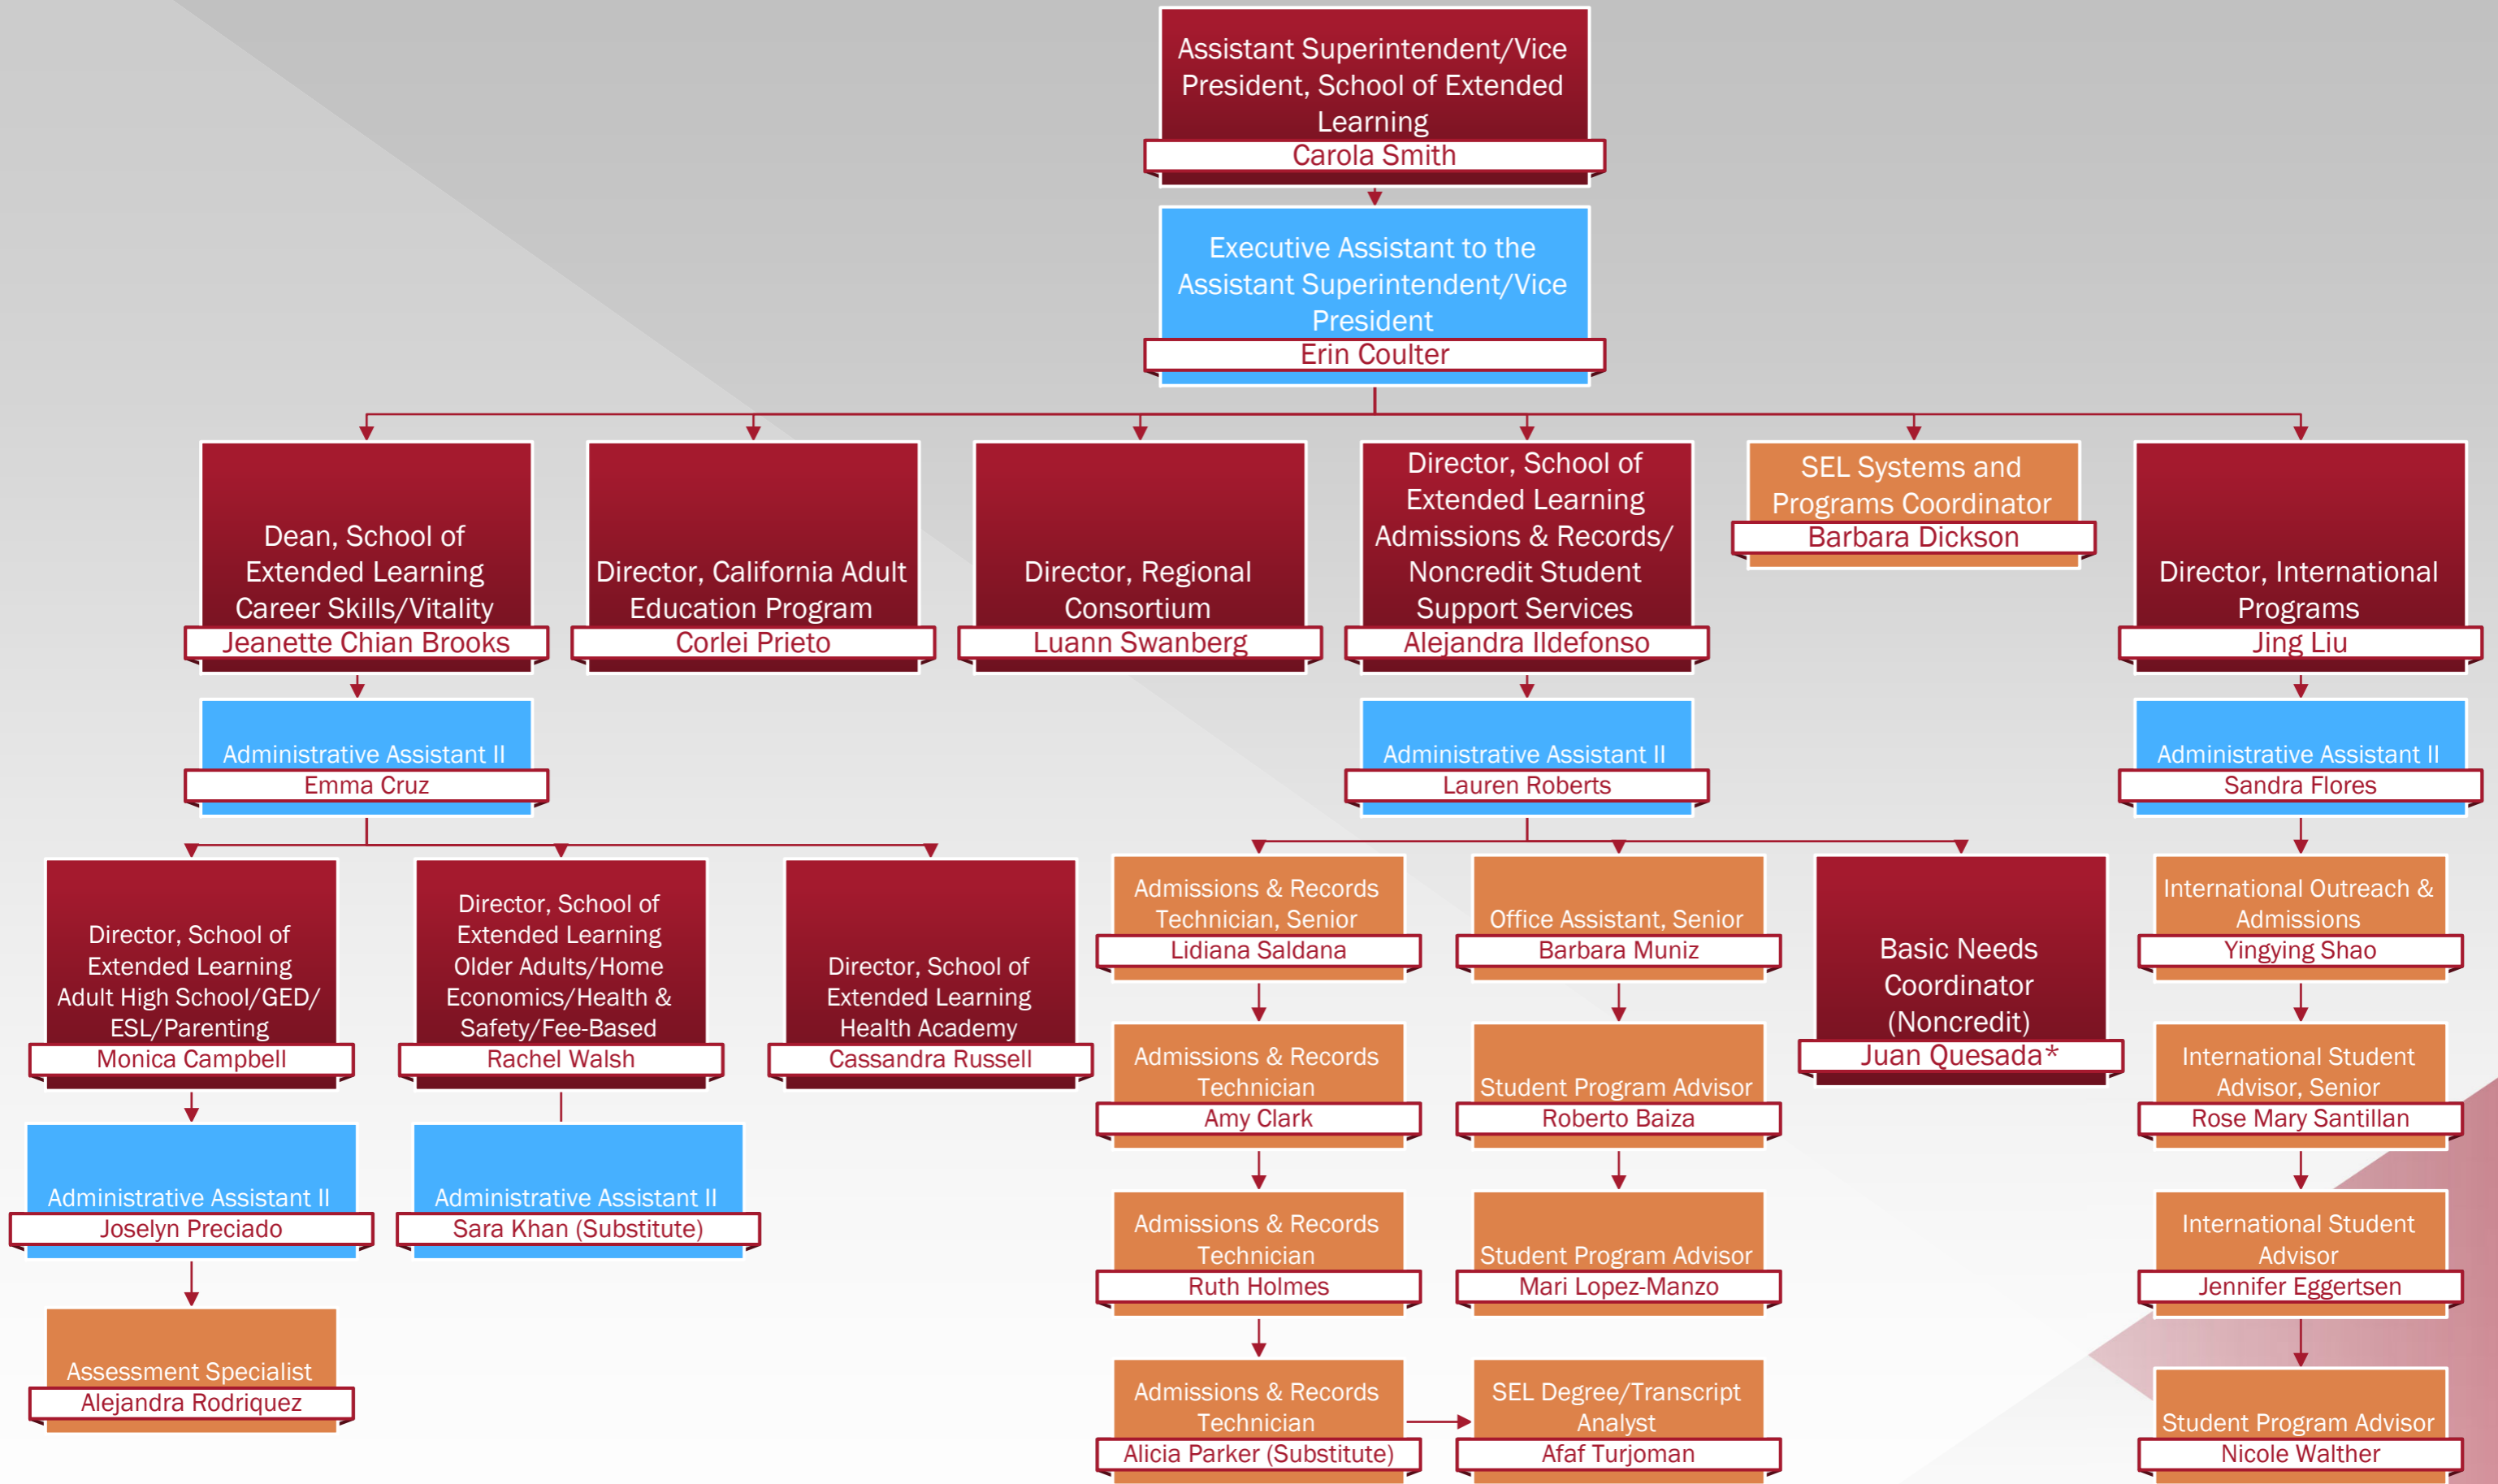 Assistant Superintendent/Vice
President, School of Extended
Learning
Carola Smith
Executive Assistant to the
Assistant Superintendent/Vice
President
Erin Coulter
Dean, School of
Extended Learning
Career Skills/Vitality
Jeanette Chian Brooks
Director, California Adult
Education Program
Corlei Prieto
Director, Regional
Consortium
Luann Swanberg
Director, School of
Extended Learning
Admissions & Records/
Noncredit Student
Support Services
Alejandra Ildefonso
SEL Systems and
Programs Coordinator
Barbara Dickson
Director, International
Programs
Jing Liu
Administrative Assistant II
Emma Cruz
Administrative Assistant II
Lauren Roberts
Administrative Assistant II
Sandra Flores
Director, School of
Extended Learning
Adult High School/GED/
ESL/Parenting
Monica Campbell
Director, School of
Extended Learning
Older Adults/Home
Economics/Health &
Safety/Fee-Based
Rachel Walsh
Director, School of
Extended Learning
Health Academy
Cassandra Russell
Admissions & Records
Technician, Senior
Lidiana Saldana
Office Assistant, Senior
Barbara Muniz
Basic Needs
Coordinator
(Noncredit)
Juan Quesada*
International Outreach &
Admissions
Yingying Shao
Admissions & Records
Technician
Amy Clark
Student Program Advisor
Roberto Baiza
International Student
Advisor, Senior
Rose Mary Santillan
Administrative Assistant II
Joselyn Preciado
Administrative Assistant II
Sara Khan (Substitute)
Admissions & Records
Technician
Ruth Holmes
Student Program Advisor
Mari Lopez-Manzo
International Student
Advisor
Jennifer Eggertsen
Assessment Specialist
Alejandra Rodriquez
Admissions & Records
Technician
Alicia Parker (Substitute)
SEL Degree/Transcript
Analyst
Afaf Turjoman
Student Program Advisor
Nicole Walther